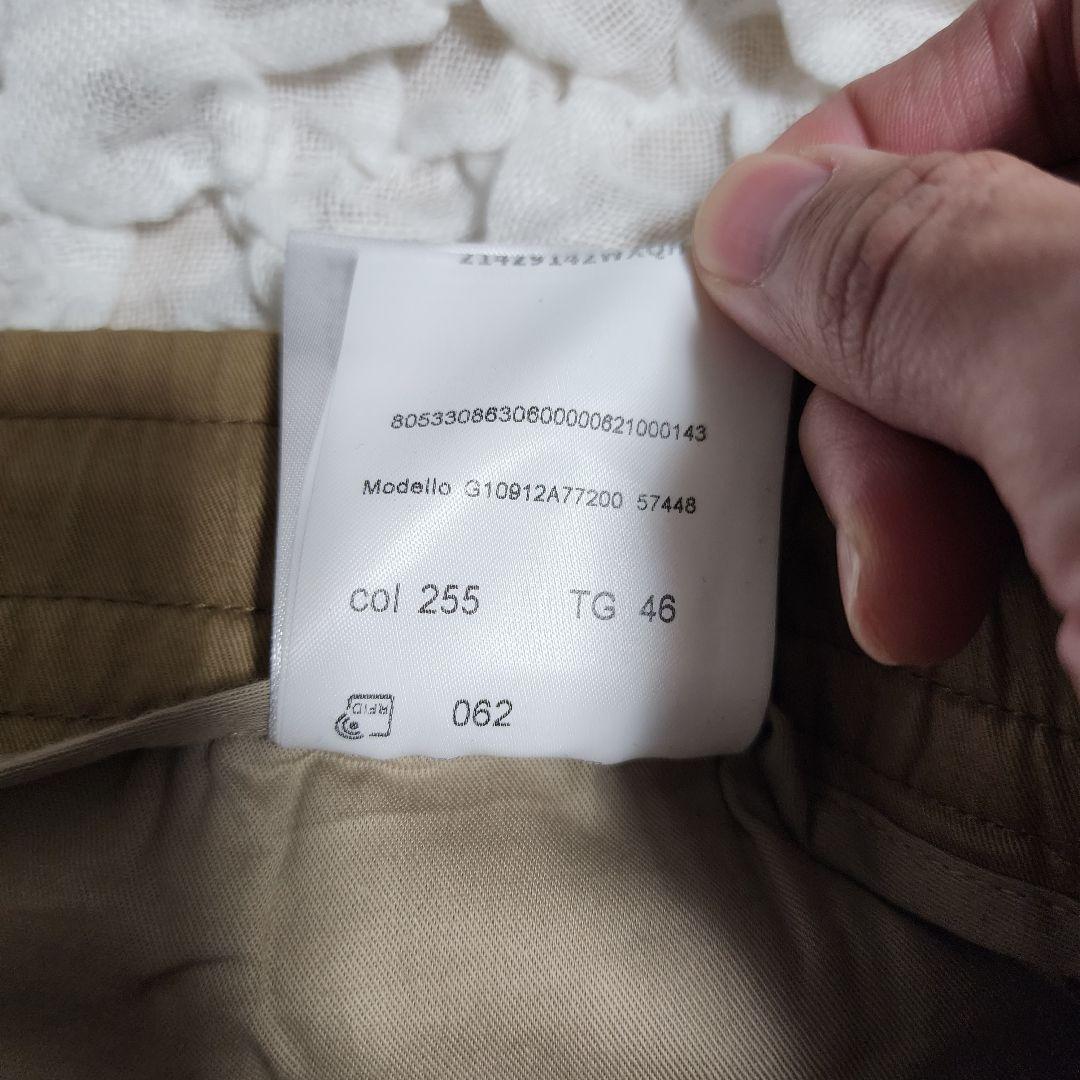 8053308630600000621000143
Modello G10912A77200 57448
col 255 TG 46
RFID
062